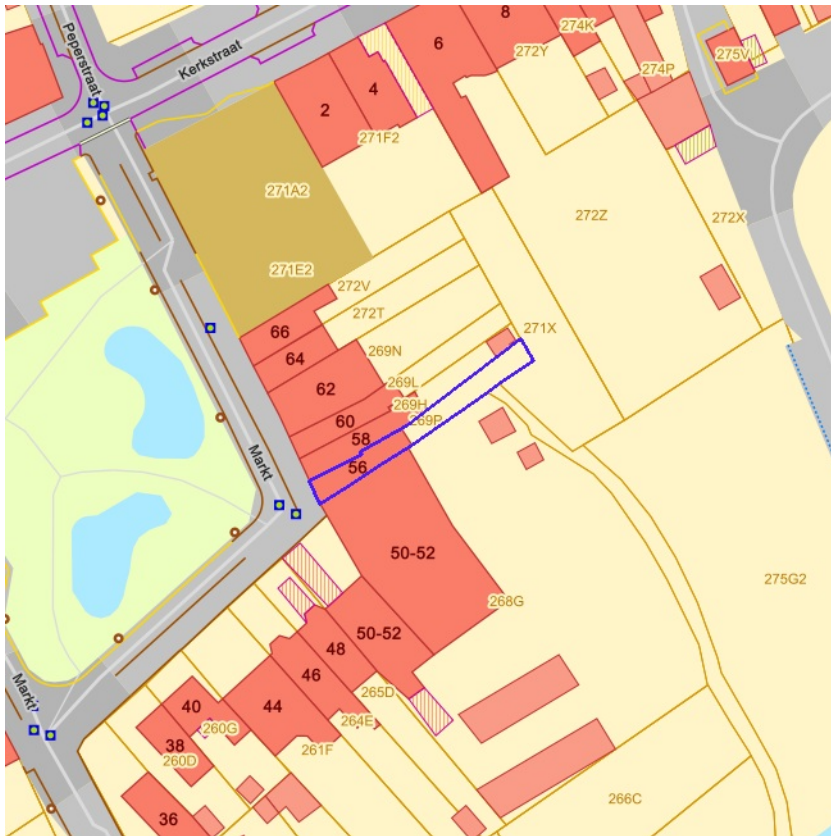 Peperstraat
Kerkstraat
8
274K
6
272Y
275V
274P
4
2
271F2
271A2
272Z
272X
271E2
272V
272T
66
271X
64
269N
62
269L
269H
60
269P
58
56
Markt
50-52
275G2
268G
50-52
48
46
265D
Markt
40
44
264E
260G
38
261F
260D
266C
36